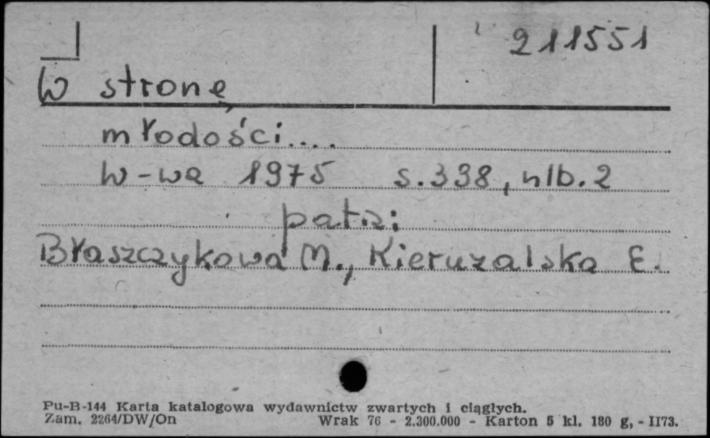 211551
W stronę
młodości....
W-wa 1975 s.338, nlb.2
patrz:
Błaszczykowa M., Kieruzalska E.
Pu-B-144 Karta katalogowa wydawnictw zwartych i ciągłych.
Zam. 2264/DW/On Wrak 76 - 2.300.000 - Karton 5 kl. 180 g, - II73.